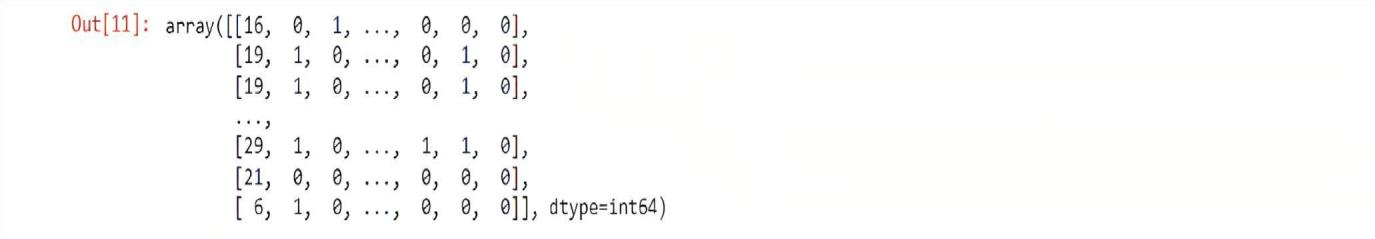 Out[11]: array([[16, 0, 1, ..., 0, 0, 0],
[19, 1, 0, ..., 0, 1, 0],
[19, 1, 0, ..., 0, 1, 0],
...,
[29, 1, 0, ..., 1, 1, 0],
[21, 0, 0, ..., 0, 0, 0],
[ 6, 1, 0, ..., 0, 0, 0]], dtype=int64)